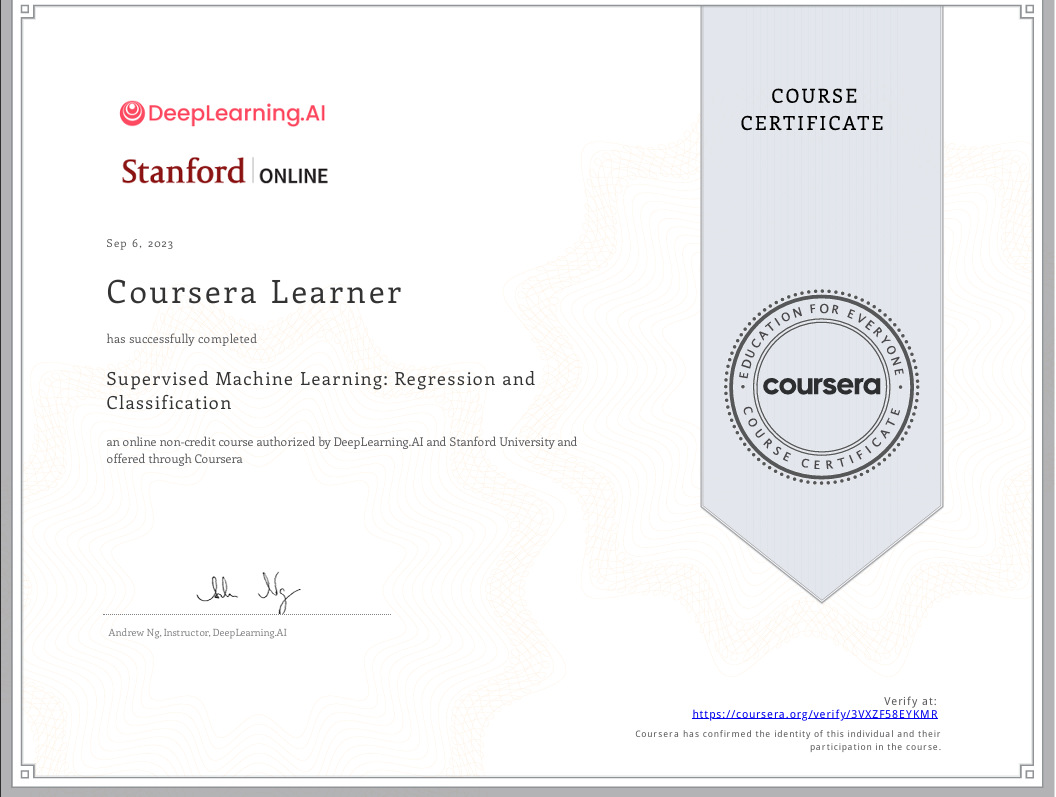 DeepLearning.AI
Stanford ONLINE
COURSE
CERTIFICATE
Sep 6, 2023
Coursera Learner
has successfully completed
Supervised Machine Learning: Regression and
Classification
an online non-credit course authorized by DeepLearning.AI and Stanford University and
offered through Coursera
EDUCATION FOR EVERYONE
coursera
COURSE CERTIFICATE
Andrew Ng, Instructor, DeepLearning.AI
Verify at:
https://coursera.org/verify/3VXZF58EYKMR
Coursera has confirmed the identity of this individual and their
participation in the course.